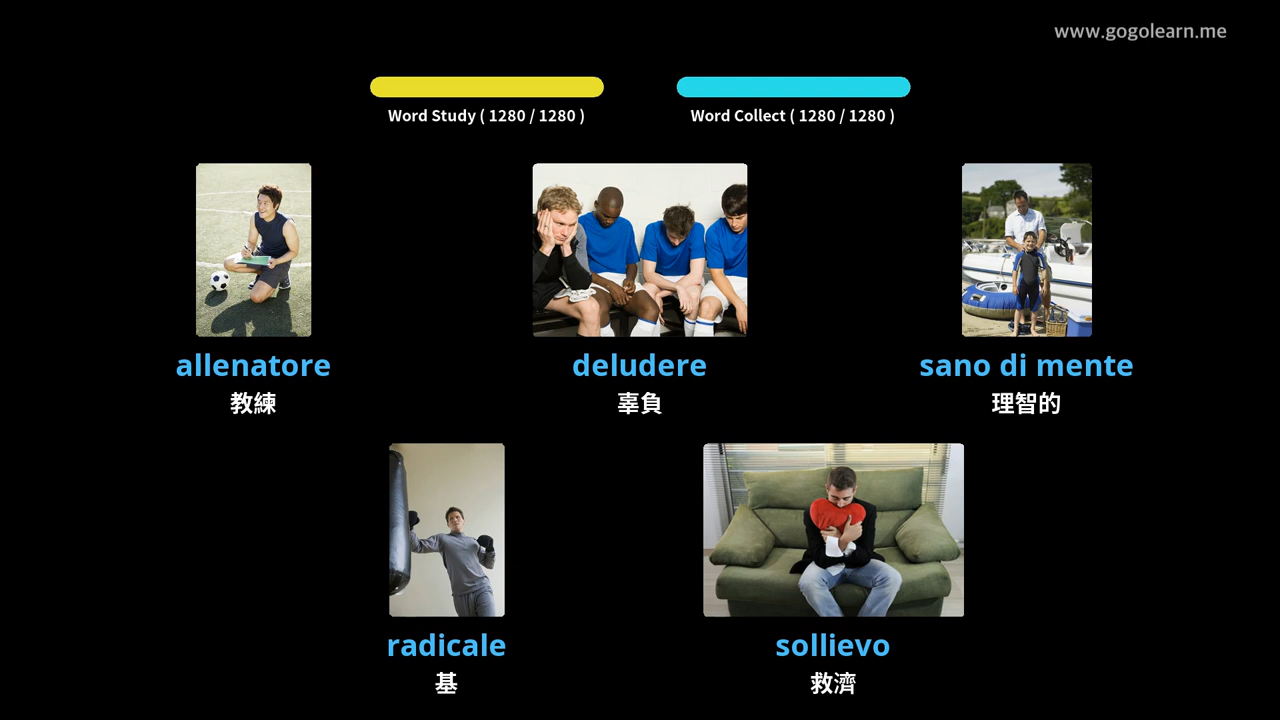 www.gogolearn.me
Word Study ( 1280 / 1280 )
Word Collect ( 1280 / 1280 )
allenatore
教練
deludere
辜負
sano di mente
理智的
radicale
基
sollievo
救濟